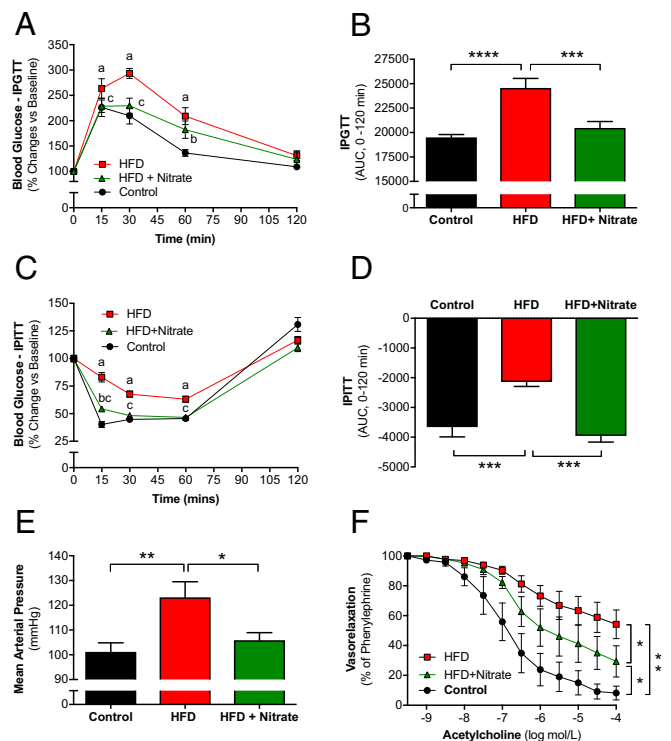 A
Blood Glucose - IPGTT
(% Changes vs Baseline)
350
300
250
200
150
100
0
a
a
a
c
c
b
HFD
HFD + Nitrate
Control
0 15 30 45 60 75 90 105 120
Time (min)
B
IPGTT
(AUC, 0 -120 min)
27500
25000
22500
20000
17500
15000
0
**** ***
Control HFD HFD+ Nitrate
C
Blood Glucose - IPITT
(% Change vs Baseline)
150
125
100
75
50
25
0
HFD
HFD+Nitrate
Control
a
a
a
bc
c
c
0 15 30 45 60 75 90 105 120
Time (mins)
D
Control HFD HFD+Nitrate
IPITT
(AUC, 0-120 min)
0
-1000
-2000
-3000
-4000
-5000
*** ***
E
Mean Arterial Pressure
(mmHg)
140
130
120
110
100
90
0
** *
Control HFD HFD + Nitrate
F
Vasorelaxation
(% of Phenylephrine)
100
80
60
40
20
0
HFD
HFD+Nitrate
Control
*
*
**
-9 -8 -7 -6 -5 -4
Acetylcholine (log mol/L)